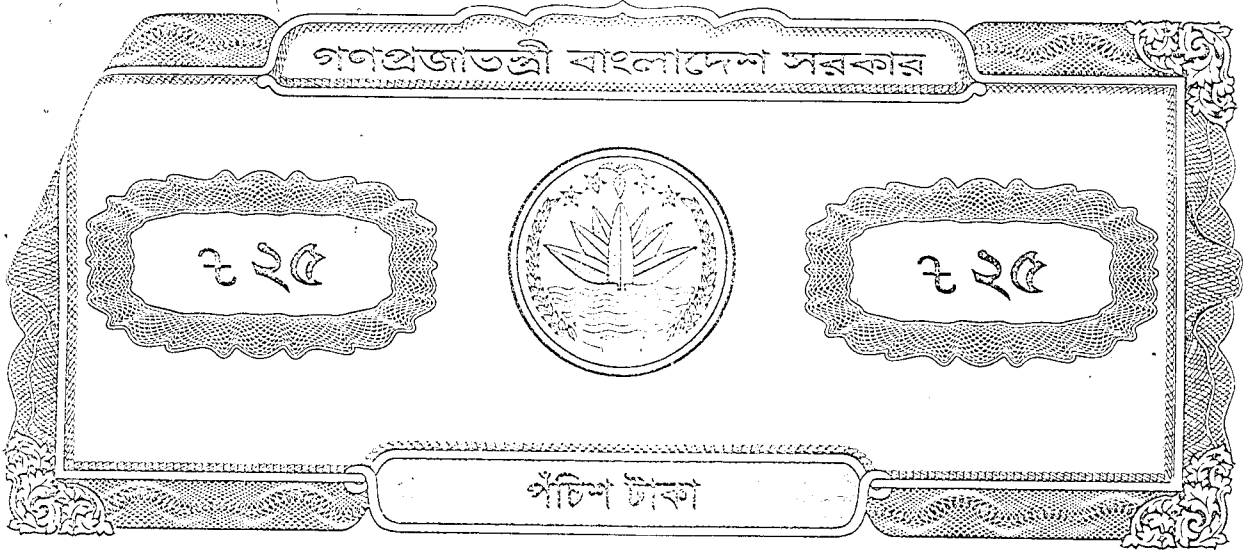 গণপ্রজাতন্ত্রী বাংলাদেশ সরকার
৳ ২৫
৳ ২৫
পঁচিশ টাকা